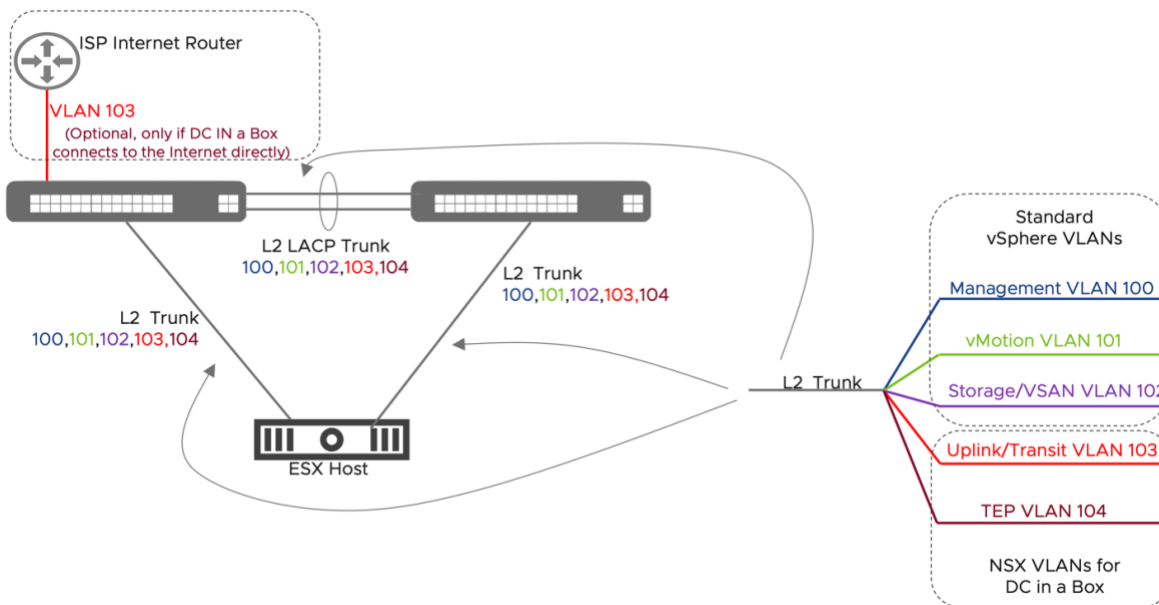 ISP Internet Router
VLAN 103
(Optional, only if DC IN a Box
connects to the Internet directly)
L2 LACP Trunk
100,101,102,103,104
L2 Trunk
100,101,102,103,104
L2 Trunk
100,101,102,103,104
ESX Host
L2 Trunk
Standard
vSphere VLANs
Management VLAN 100
vMotion VLAN 101
Storage/VSAN VLAN 102
Uplink/Transit VLAN 103
TEP VLAN 104
NSX VLANs for
DC in a Box